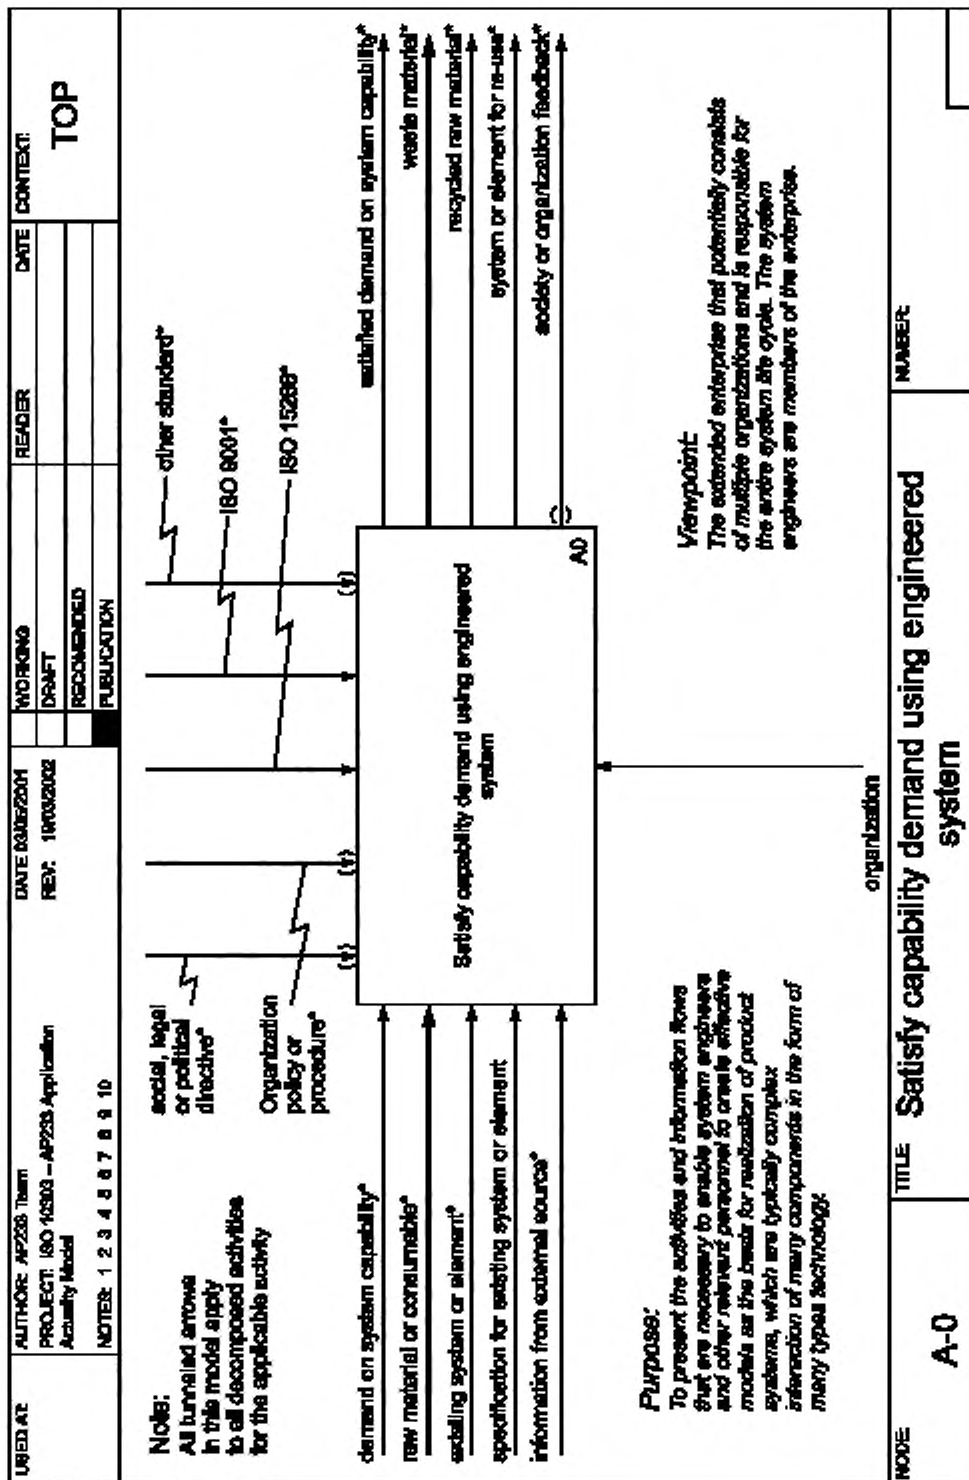 USED AT:
AUTHOR: AP233 Team
PROJECT: ISO 10303 – AP233 Application
Activity Model
NOTES: 1 2 3 4 5 6 7 8 9 10
DATE 03/05/2001
REV: 19/03/2002
WORKING
DRAFT
RECOMENDED
PUBLICATION
READER
DATE
CONTEXT:
TOP
Note:
All tunneled arrows
in this model apply
to all decomposed activities
for the applicable activity
social, legal
or political
directive*
Organization
policy or
procedure*
other standard*
ISO 9001*
ISO 15288*
demand on system capability*
raw material or consumable*
existing system or element*
specification for existing system or element
information from external source*
Satisfy capability demand using engineered
system
A0
satisfied demand on system capability*
waste material*
recycled raw material*
system or element for re-use*
society or organization feedback*
organization
Purpose:
To present the activities and information flows
that are necessary to enable system engineers
and other relevant personnel to create effective
models as the basis for realization of product
systems, which are typically complex
interaction of many components in the form of
many types technology.
Viewpoint:
The extended enterprise that potentially consists
of multiple organizations and is responsible for
the entire system life cycle. The system
engineers are members of the enterprise.
NODE:
A-0
TITLE: Satisfy capability demand using engineered
system
NUMBER: